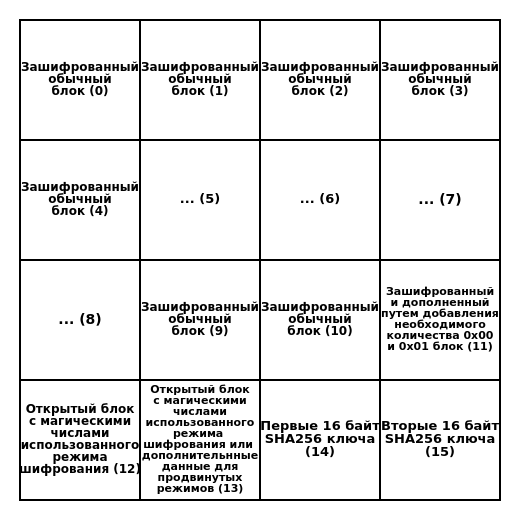 Зашифрованный
обычный
блок (0)
Зашифрованный
обычный
блок (1)
Зашифрованный
обычный
блок (2)
Зашифрованный
обычный
блок (3)
Зашифрованный
обычный
блок (4)
... (5)
... (6)
... (7)
... (8)
Зашифрованный
обычный
блок (9)
Зашифрованный
обычный
блок (10)
Зашифрованный
и дополненный
путем добавления
необходимого
количества 0x00
и 0x01 блок (11)
Открытый блок
с магическими
числами
использованного
режима
шифрования (12)
Открытый блок
с магическими
числами
использованного
режима
шифрования или
дополнительнные
данные для
продвинутых
режимов (13)
Первые 16 байт
SHA256 ключа
(14)
Вторые 16 байт
SHA256 ключа
(15)